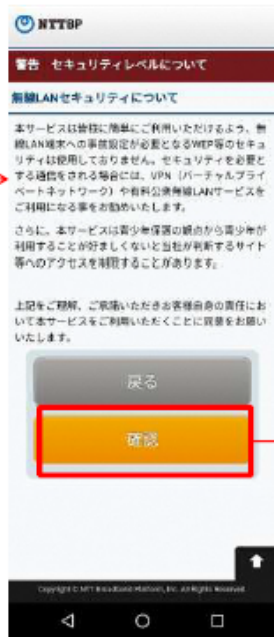 NTTBP
警告 セキュリティレベルについて
無線LANセキュリティについて
本サービスは皆様に簡単にご利用いただけるよう、無
線LAN端末への事前設定が必要となるWEP等のセキュ
リティは使用しておりません。セキュリティを必要と
する通信をされる場合には、VPN（バーチャルプライ
ベートネットワーク）や有料公衆無線LANサービスを
ご利用になる事をお勧めいたします。
さらに、本サービスは青少年保護の観点から青少年が
利用することが好ましくないと当社が判断するサイト
等へのアクセスを制限することがあります。
上記をご理解、ご承諾いただきお客様自身の責任にお
いて本サービスをご利用いただくことに同意をお願い
いたします。
戻る
確認
Copyright © NTT Broadband Platform, Inc. All Rights Reserved.